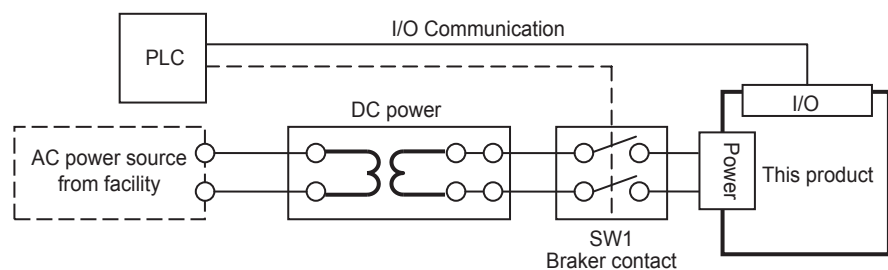 I/O Communication
PLC
DC power
I/O
AC power source
from facility
Power
This product
SW1
Braker contact